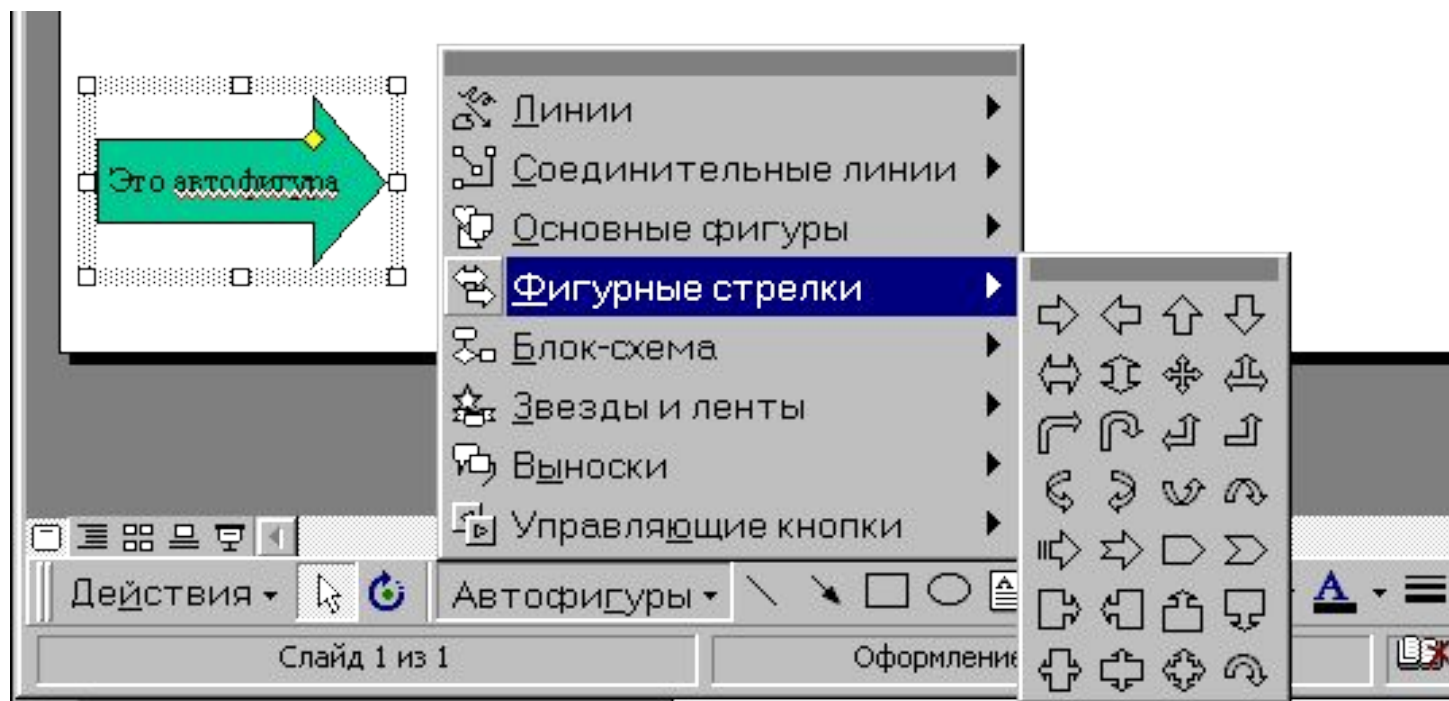 Это автофигура
Линии
Соединительные линии
Основные фигуры
Фигурные стрелки
Блок-схема
Звезды и ленты
Выноски
Управляющие кнопки
Действия
Автофигуры
A
Слайд 1 из 1
Оформление